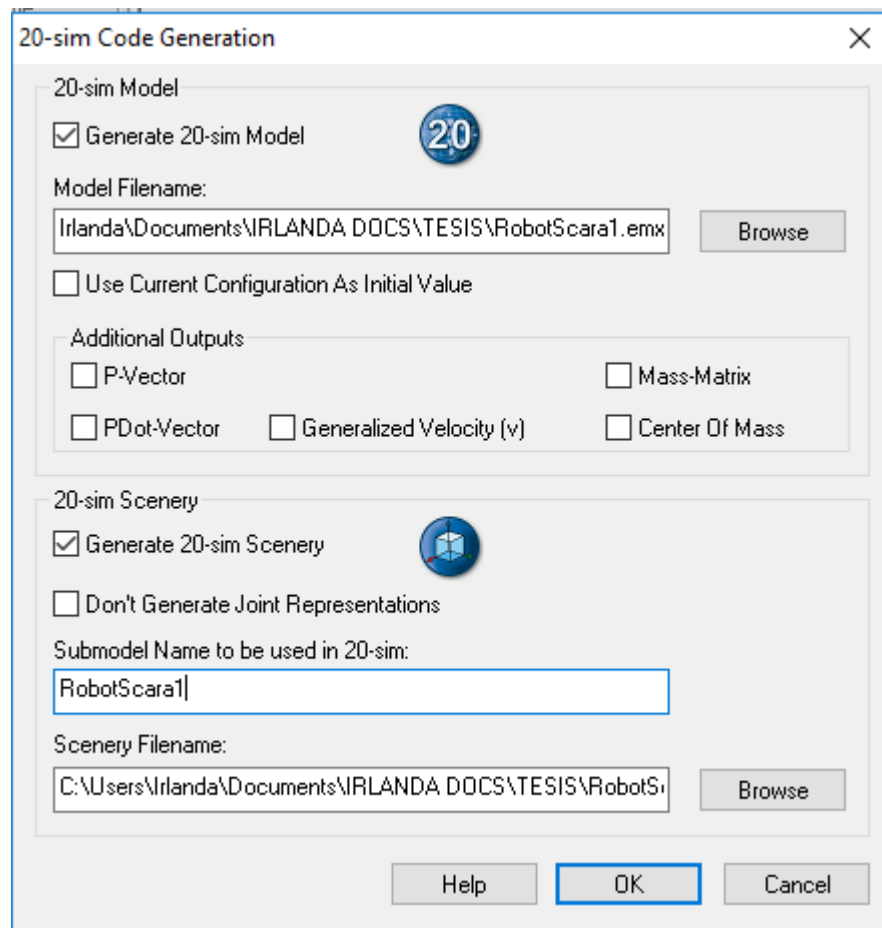 20-sim Code Generation
20-sim Model
Generate 20-sim Model
20
Model Filename:
Irlanda\Documents\IRLANDA DOCS\TESIS\RobotScara1.emx
Browse
Use Current Configuration As Initial Value
Additional Outputs
P-Vector
Mass-Matrix
PDot-Vector
Generalized Velocity (v)
Center Of Mass
20-sim Scenery
Generate 20-sim Scenery
Don't Generate Joint Representations
Submodel Name to be used in 20-sim:
RobotScara1
Scenery Filename:
C:\Users\Irlanda\Documents\IRLANDA DOCS\TESIS\RobotS
Browse
Help
OK
Cancel